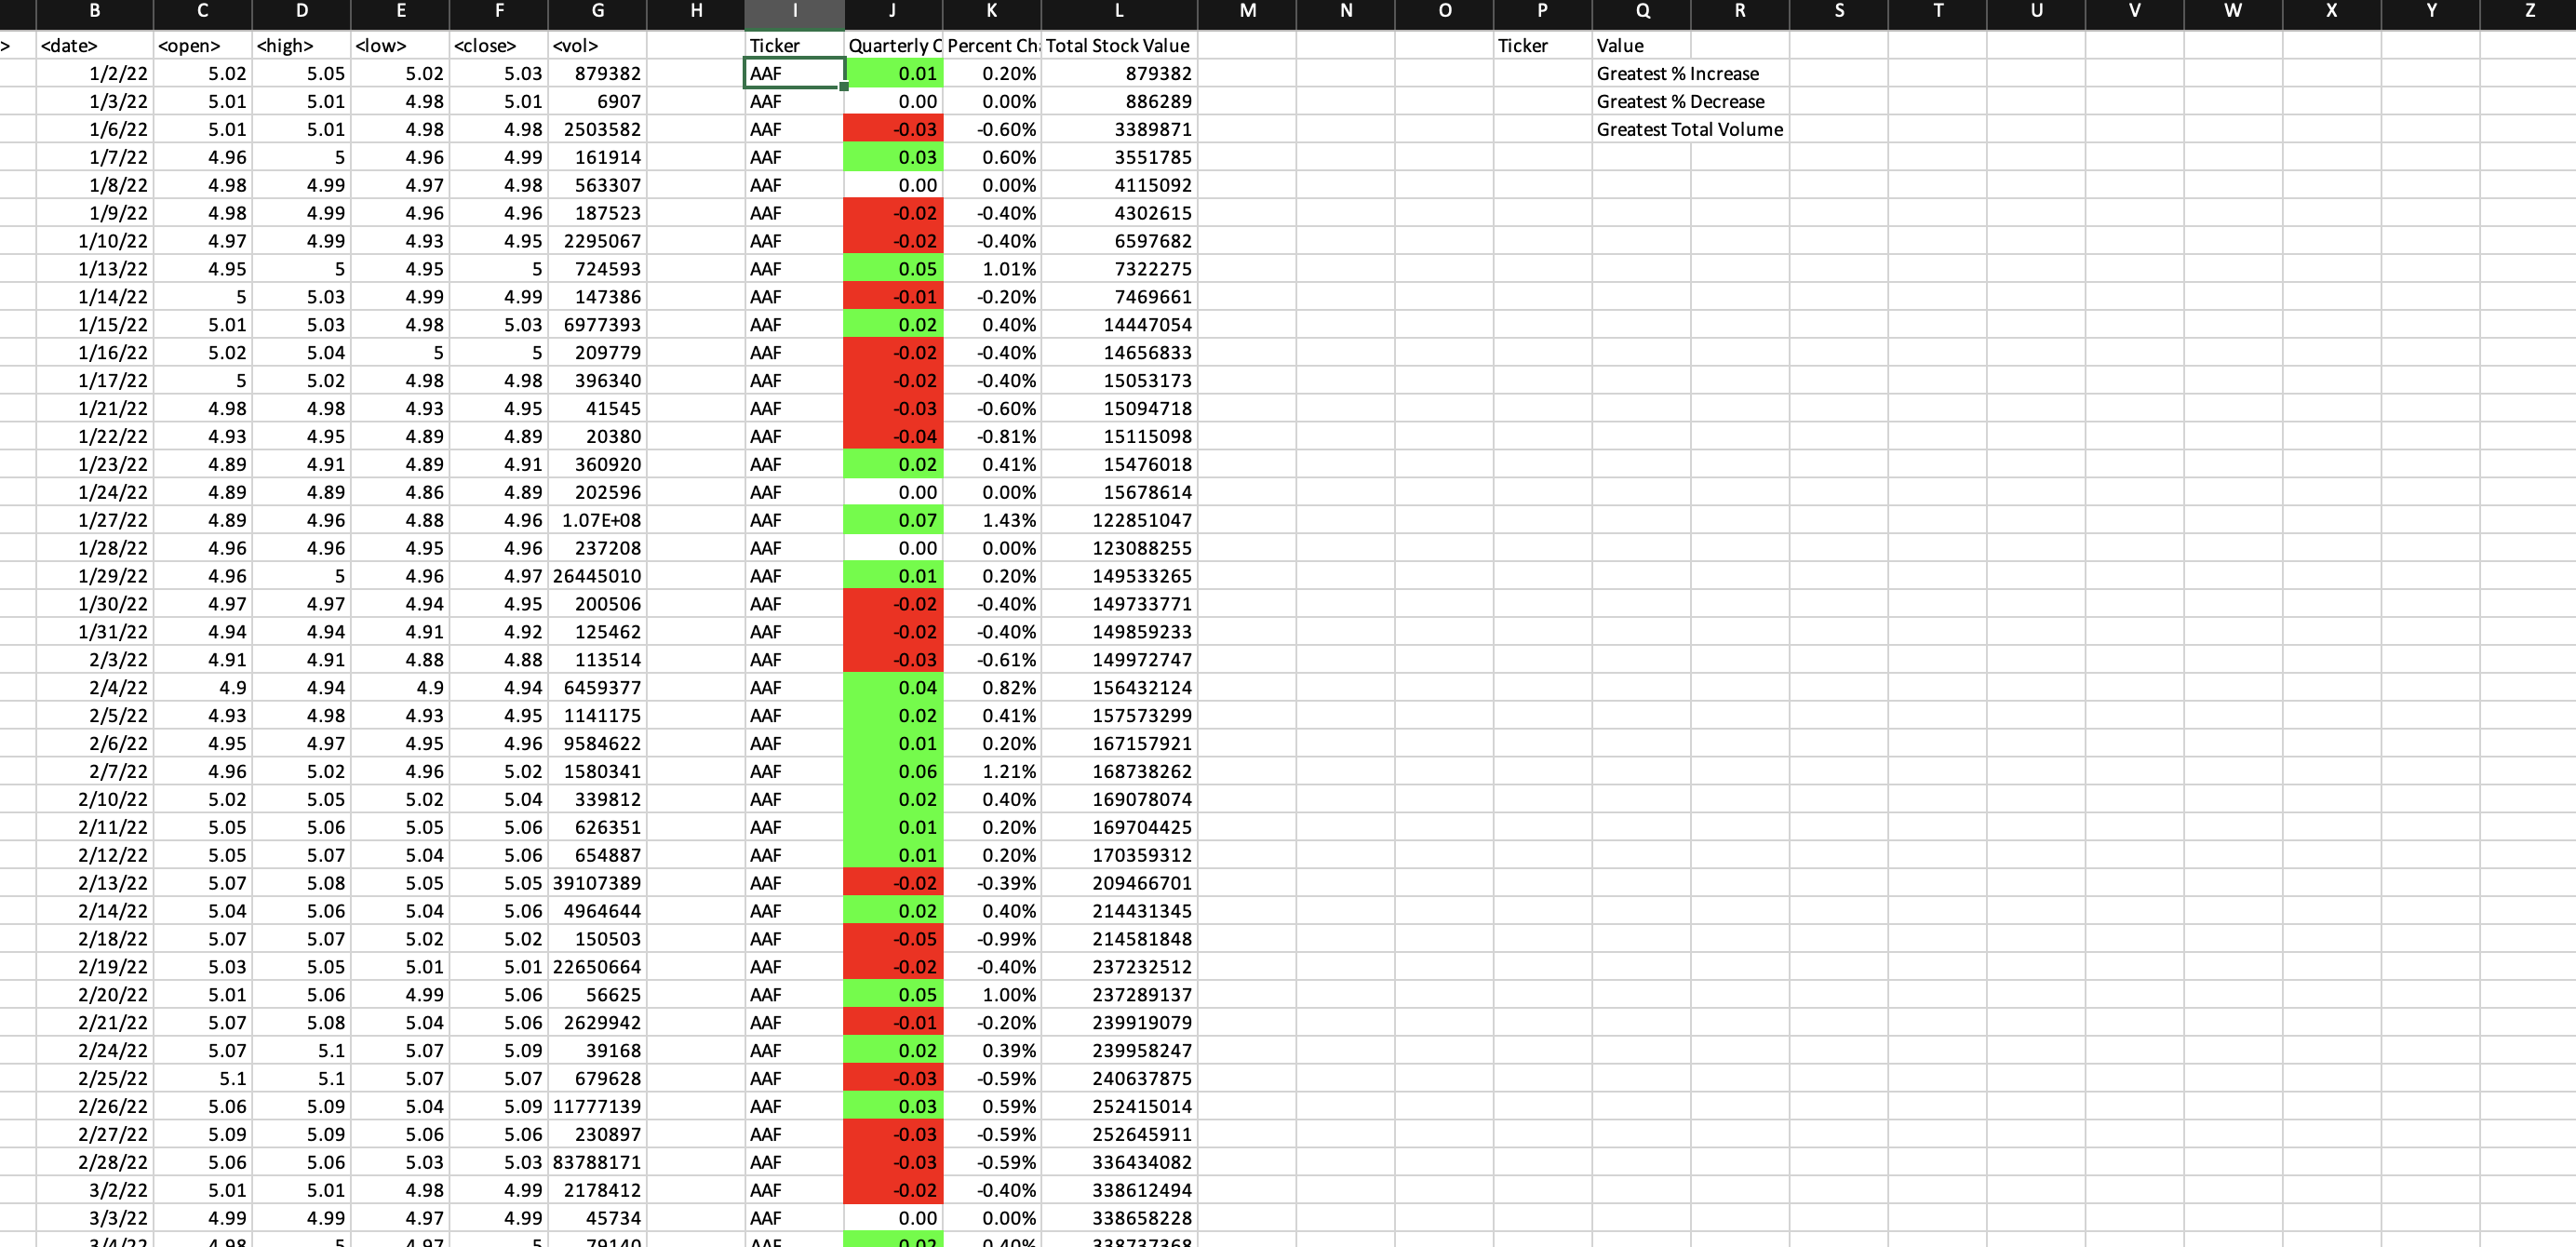 B C D E F G H I J K L M N O P Q R S T U V W X Y Z
> <date> <open> <high> <low> <close> <vol> Ticker Quarterly C Percent Ch Total Stock Value Ticker Value
1/2/22 5.02 5.05 5.02 5.03 879382 AAF 0.01 0.20% 879382 Greatest % Increase
1/3/22 5.01 5.01 4.98 5.01 6907 AAF 0.00 0.00% 886289 Greatest % Decrease
1/6/22 5.01 5.01 4.98 4.98 2503582 AAF -0.03 -0.60% 3389871 Greatest Total Volume
1/7/22 4.96 5 4.96 4.99 161914 AAF 0.03 0.60% 3551785
1/8/22 4.98 4.99 4.97 4.98 563307 AAF 0.00 0.00% 4115092
1/9/22 4.98 4.99 4.96 4.96 187523 AAF -0.02 -0.40% 4302615
1/10/22 4.97 4.99 4.93 4.95 2295067 AAF -0.02 -0.40% 6597682
1/13/22 4.95 5 4.95 5 724593 AAF 0.05 1.01% 7322275
1/14/22 5 5.03 4.99 4.99 147386 AAF -0.01 -0.20% 7469661
1/15/22 5.01 5.03 4.98 5.03 6977393 AAF 0.02 0.40% 14447054
1/16/22 5.02 5.04 5 5 209779 AAF -0.02 -0.40% 14656833
1/17/22 5 5.02 4.98 4.98 396340 AAF -0.02 -0.40% 15053173
1/21/22 4.98 4.98 4.93 4.95 41545 AAF -0.03 -0.60% 15094718
1/22/22 4.93 4.95 4.89 4.89 20380 AAF -0.04 -0.81% 15115098
1/23/22 4.89 4.91 4.89 4.91 360920 AAF 0.02 0.41% 15476018
1/24/22 4.89 4.89 4.86 4.89 202596 AAF 0.00 0.00% 15678614
1/27/22 4.89 4.96 4.88 4.96 1.07E+08 AAF 0.07 1.43% 122851047
1/28/22 4.96 4.96 4.95 4.96 237208 AAF 0.00 0.00% 123088255
1/29/22 4.96 5 4.96 4.97 26445010 AAF 0.01 0.20% 149533265
1/30/22 4.97 4.97 4.94 4.95 200506 AAF -0.02 -0.40% 149733771
1/31/22 4.94 4.94 4.91 4.92 125462 AAF -0.02 -0.40% 149859233
2/3/22 4.91 4.91 4.88 4.88 113514 AAF -0.03 -0.61% 149972747
2/4/22 4.9 4.94 4.9 4.94 6459377 AAF 0.04 0.82% 156432124
2/5/22 4.93 4.98 4.93 4.95 1141175 AAF 0.02 0.41% 157573299
2/6/22 4.95 4.97 4.95 4.96 9584622 AAF 0.01 0.20% 167157921
2/7/22 4.96 5.02 4.96 5.02 1580341 AAF 0.06 1.21% 168738262
2/10/22 5.02 5.05 5.02 5.04 339812 AAF 0.02 0.40% 169078074
2/11/22 5.05 5.06 5.05 5.06 626351 AAF 0.01 0.20% 169704425
2/12/22 5.05 5.07 5.04 5.06 654887 AAF 0.01 0.20% 170359312
2/13/22 5.07 5.08 5.05 5.05 39107389 AAF -0.02 -0.39% 209466701
2/14/22 5.04 5.06 5.04 5.06 4964644 AAF 0.02 0.40% 214431345
2/18/22 5.07 5.07 5.02 5.02 150503 AAF -0.05 -0.99% 214581848
2/19/22 5.03 5.05 5.01 5.01 22650664 AAF -0.02 -0.40% 237232512
2/20/22 5.01 5.06 4.99 5.06 56625 AAF 0.05 1.00% 237289137
2/21/22 5.07 5.08 5.04 5.06 2629942 AAF -0.01 -0.20% 239919079
2/24/22 5.07 5.1 5.07 5.09 39168 AAF 0.02 0.39% 239958247
2/25/22 5.1 5.1 5.07 5.07 679628 AAF -0.03 -0.59% 240637875
2/26/22 5.06 5.09 5.04 5.09 11777139 AAF 0.03 0.59% 252415014
2/27/22 5.09 5.09 5.06 5.06 230897 AAF -0.03 -0.59% 252645911
2/28/22 5.06 5.06 5.03 5.03 83788171 AAF -0.03 -0.59% 336434082
3/2/22 5.01 5.01 4.98 4.99 2178412 AAF -0.02 -0.40% 338612494
3/3/22 4.99 4.99 4.97 4.99 45734 AAF 0.00 0.00% 338658228
3/4/22 4.98 5 4.97 5 79140 AAF 0.02 0.40% 338737368